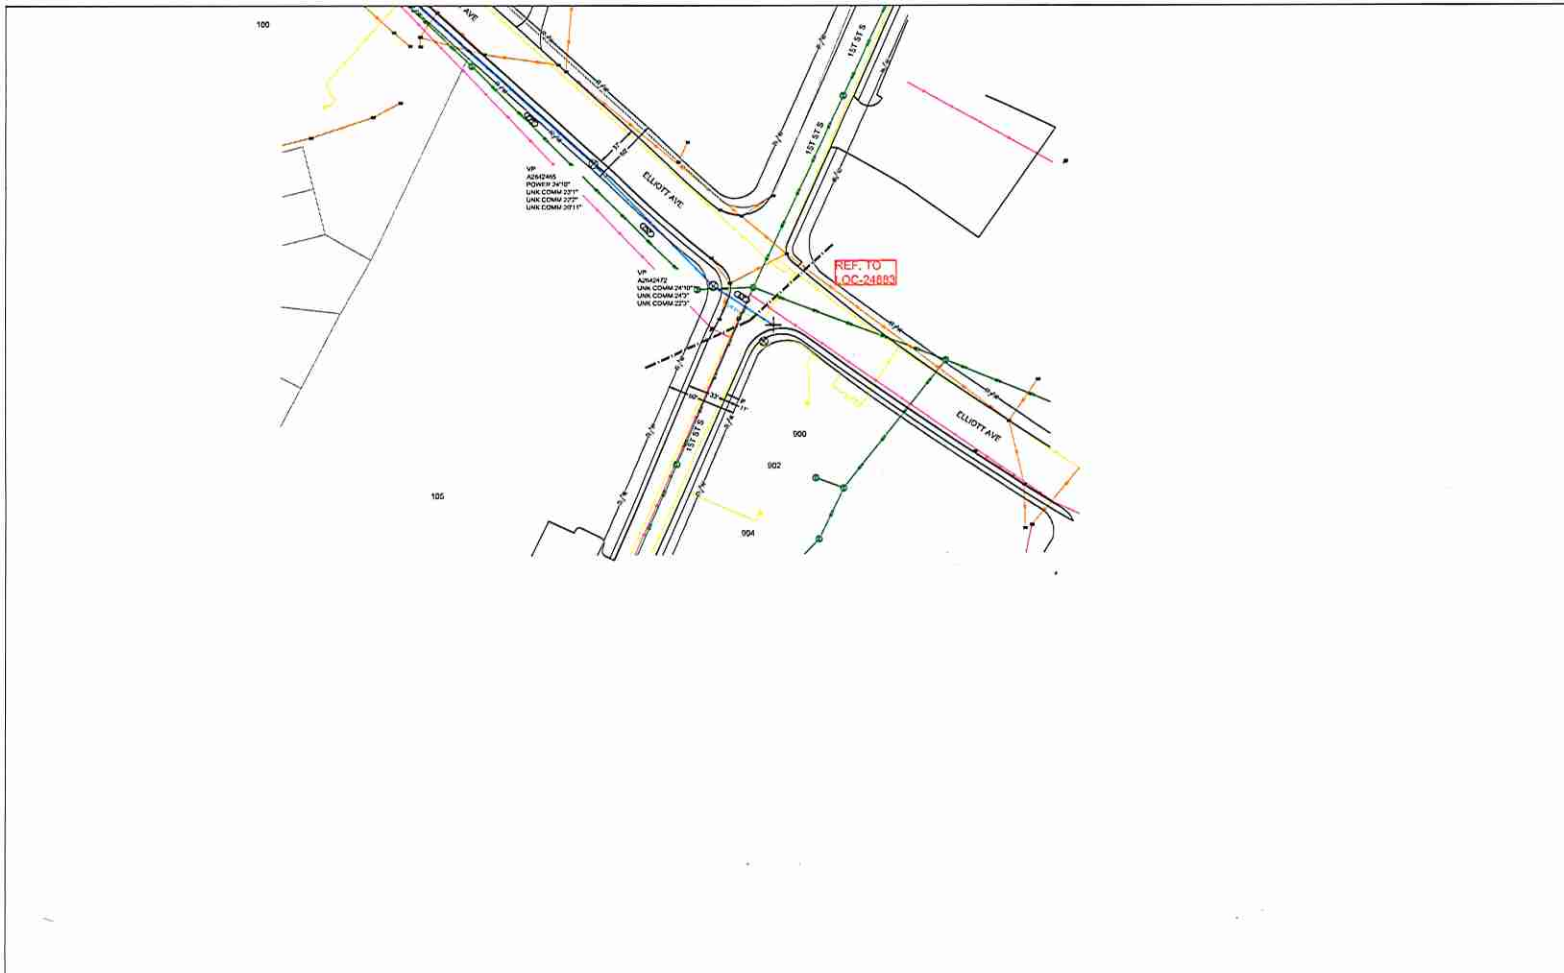 100
AVE
1ST ST S
1ST ST S
ELLIOTT AVE
VP
POWER 24'10"
UNK COMM 23'1"
UNK COMM 22'2"
UNK COMM 20'11"
VP
A2642472
UNK COMM 24'10"
UNK COMM 24'3"
UNK COMM 22'3"
REF. TO
LOC-24883
ELLIOTT AVE
1ST ST S
900
902
904
105